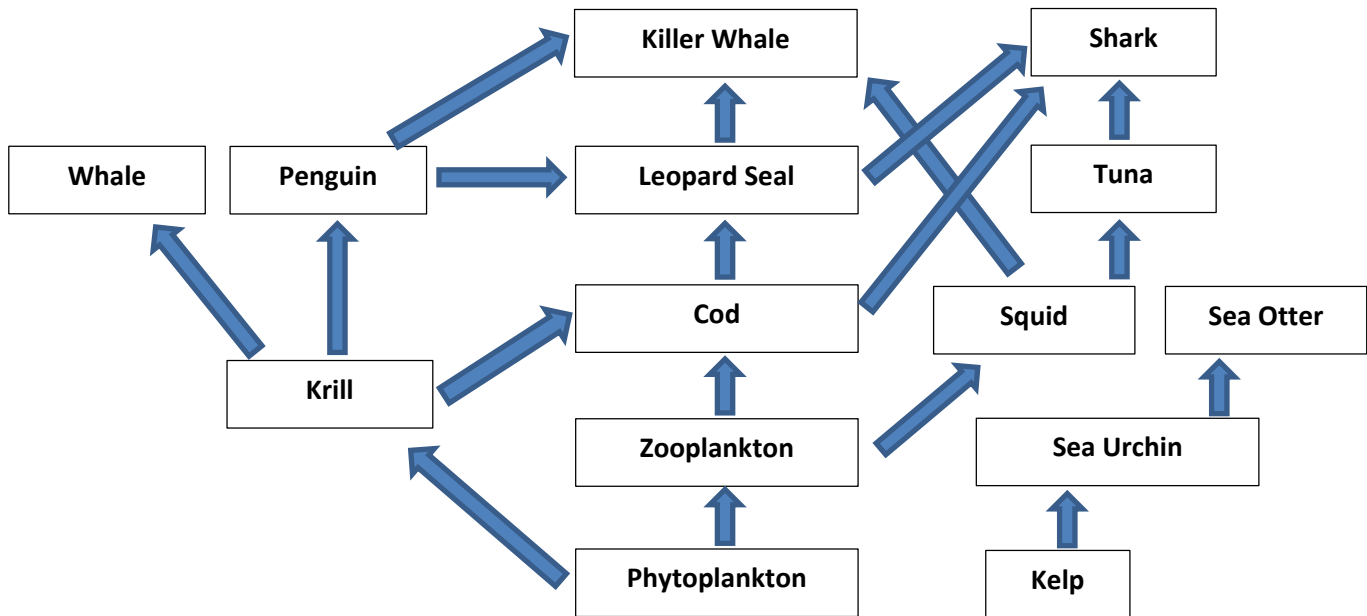 Killer Whale
Shark
Whale
Penguin
Leopard Seal
Tuna
Cod
Squid
Sea Otter
Krill
Zooplankton
Sea Urchin
Phytoplankton
Kelp